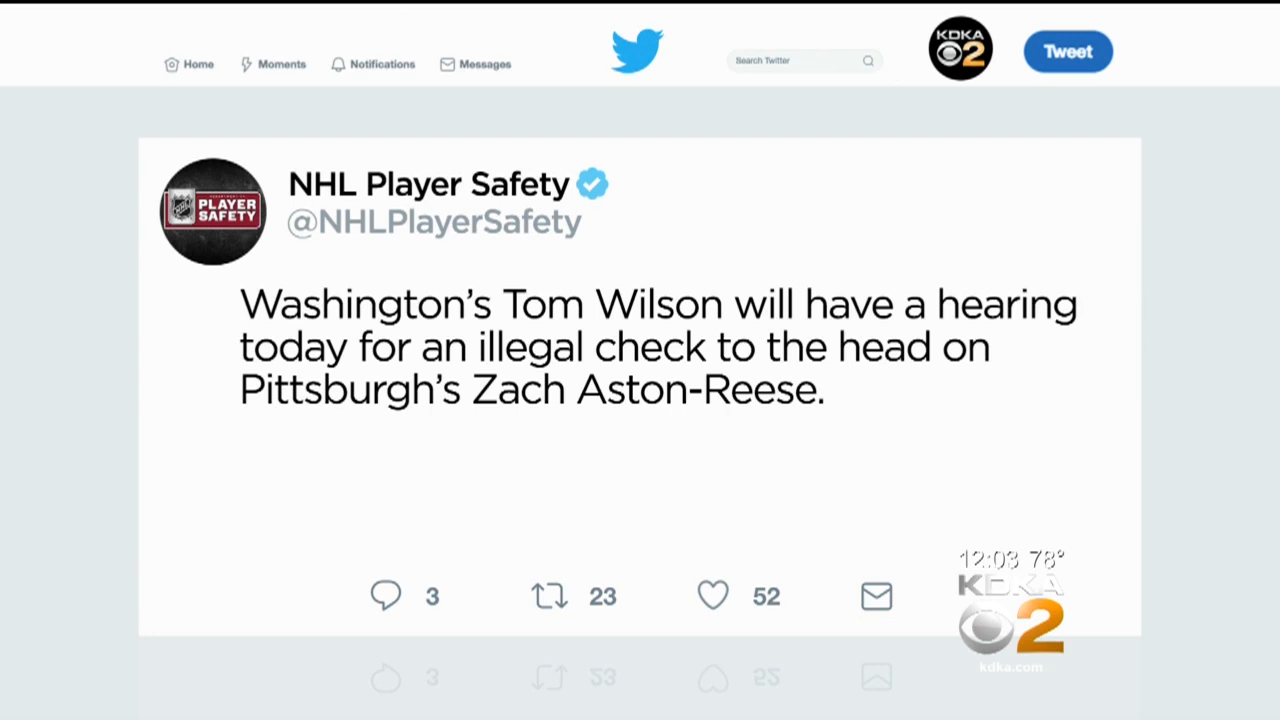 KDKA
2
Home Moments Notifications Messages Search Twitter Tweet
NHL Player Safety
@NHLPlayerSafety
PLAYER
SAFETY
Washington’s Tom Wilson will have a hearing
today for an illegal check to the head on
Pittsburgh’s Zach Aston-Reese.
3 23 52
12:03 78°
KDKA
2
kdka.com